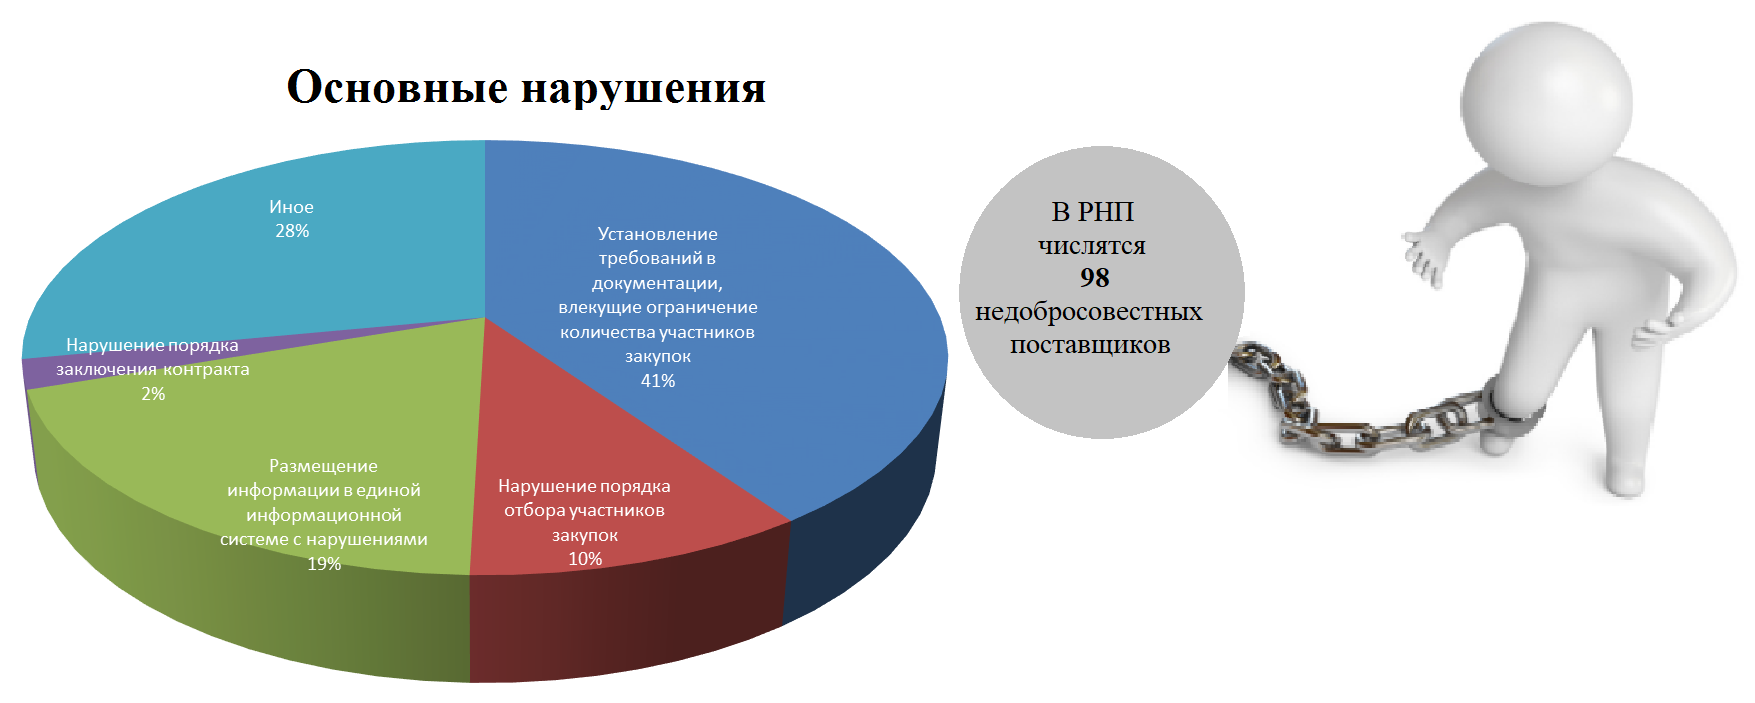 Основные нарушения
Иное
28%
Установление
требований в
документации,
влекущие ограничение
количества участников
закупок
41%
Нарушение порядка
заключения контракта
2%
Размещение
информации в единой
информационной
системе с нарушениями
19%
Нарушение порядка
отбора участников
закупок
10%
В РНП
числятся
98
недобросовестных
поставщиков